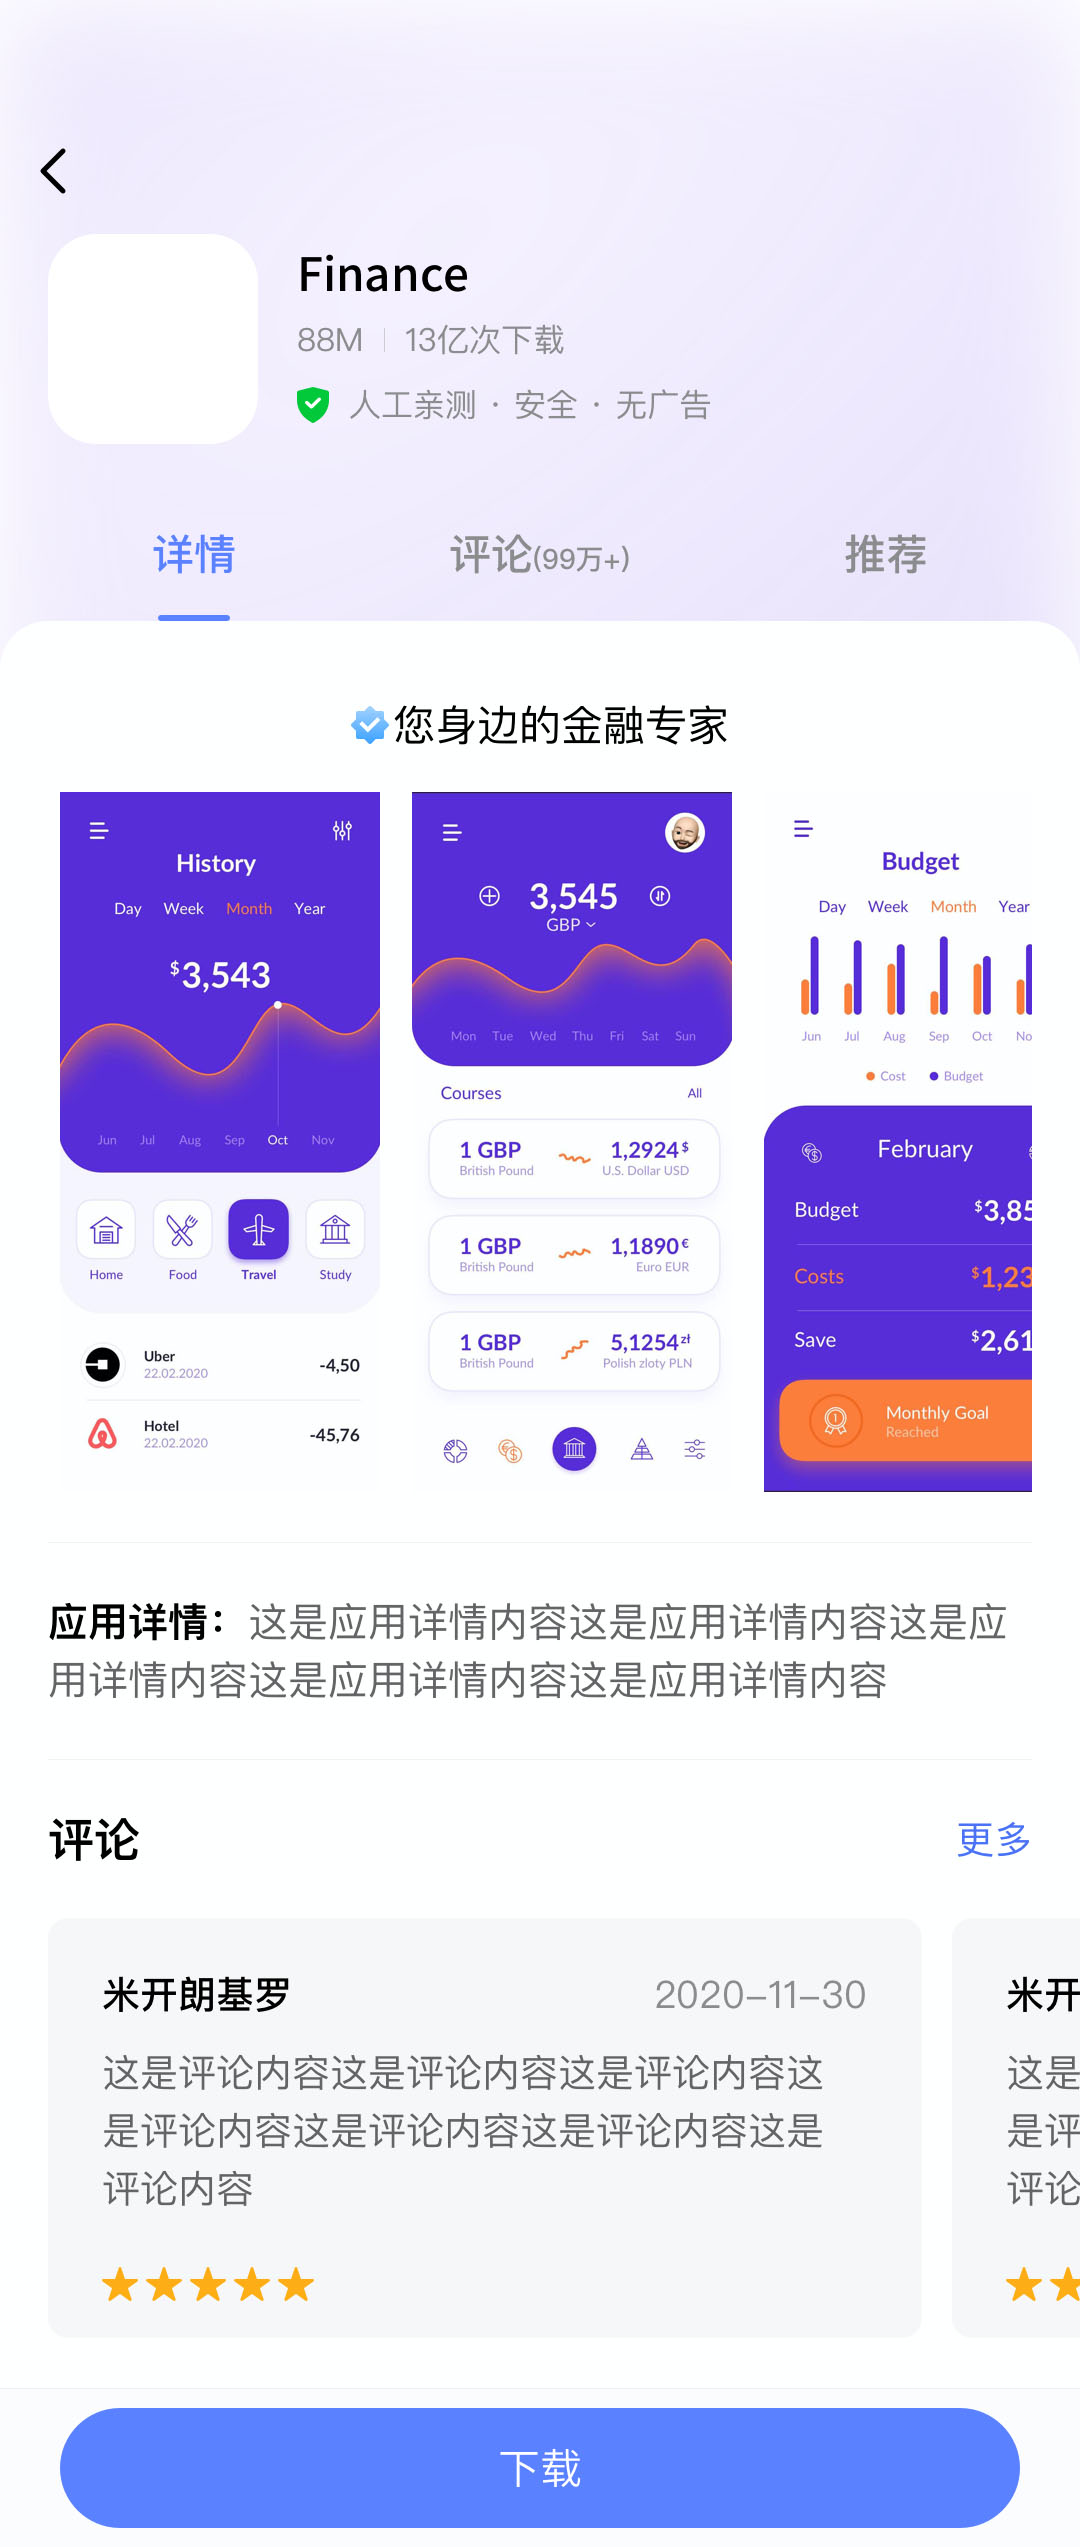 Finance
88M 13亿次下载
人工亲测 · 安全 · 无广告
详情 评论(99万+) 推荐
您身边的金融专家
History
Day Week Month Year
$3,543
Jun Jul Aug Sep Oct Nov
Home Food Travel Study
Uber
22.02.2020
-4,50
Hotel
22.02.2020
-45,76
3,545
GBP
Mon Tue Wed Thu Fri Sat Sun
Courses All
1 GBP 1,2924$
British Pound U.S. Dollar USD
1 GBP 1,1890€
British Pound Euro EUR
1 GBP 5,1254zł
British Pound Polish zloty PLN
Budget
Day Week Month Year
Jun Jul Aug Sep Oct No
Cost Budget
February
Budget $3,85
Costs $1,23
Save $2,61
1
Monthly Goal
Reached
应用详情：这是应用详情内容这是应用详情内容这是应
用详情内容这是应用详情内容这是应用详情内容
评论 更多
米开朗基罗 2020-11-30
这是评论内容这是评论内容这是评论内容这
是评论内容这是评论内容这是评论内容这是
评论内容
米开
这是
是评
评论
下载